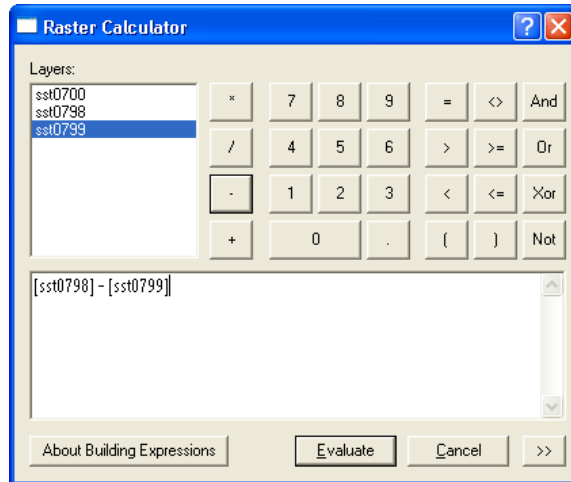 Raster Calculator
Layers:
sst0700
sst0798
sst0799
* 7 8 9 = <> And
/ 4 5 6 > >= Or
- 1 2 3 < <= Xor
+ 0 . ( ) Not
[sst0798] - [sst0799]
About Building Expressions Evaluate Cancel >>